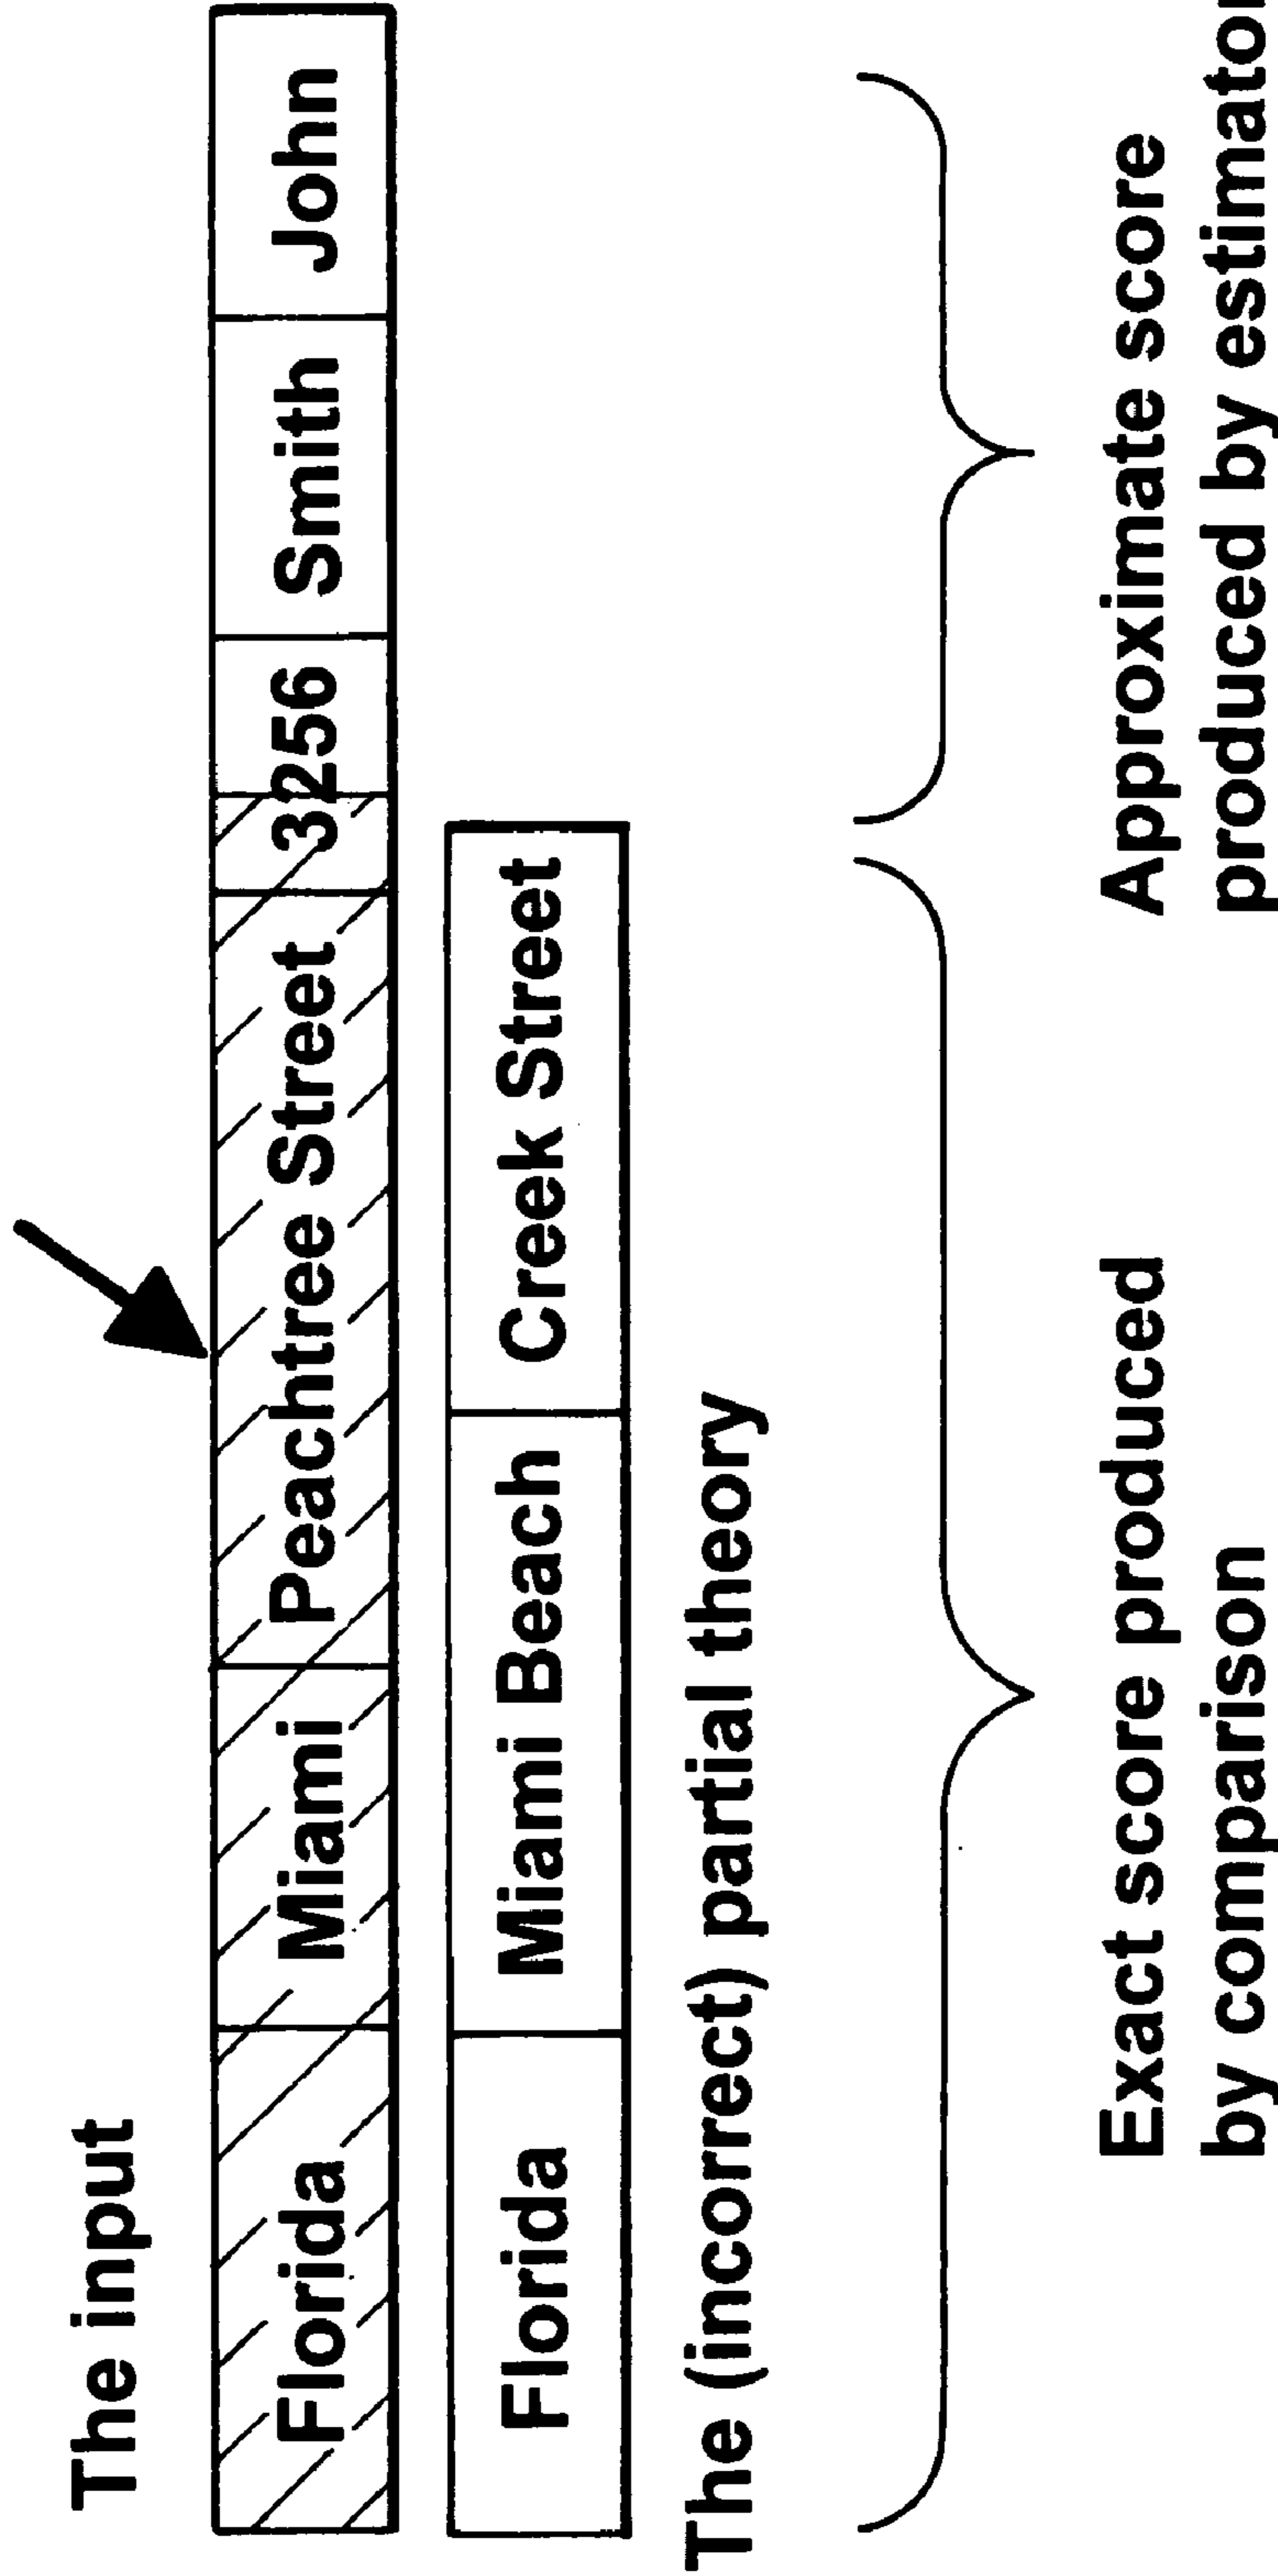 The input
Florida Miami Peachtree Street 3256 Smith John
Florida Miami Beach Creek Street
The (incorrect) partial theory
Exact score produced
by comparison
Approximate score
produced by estimator